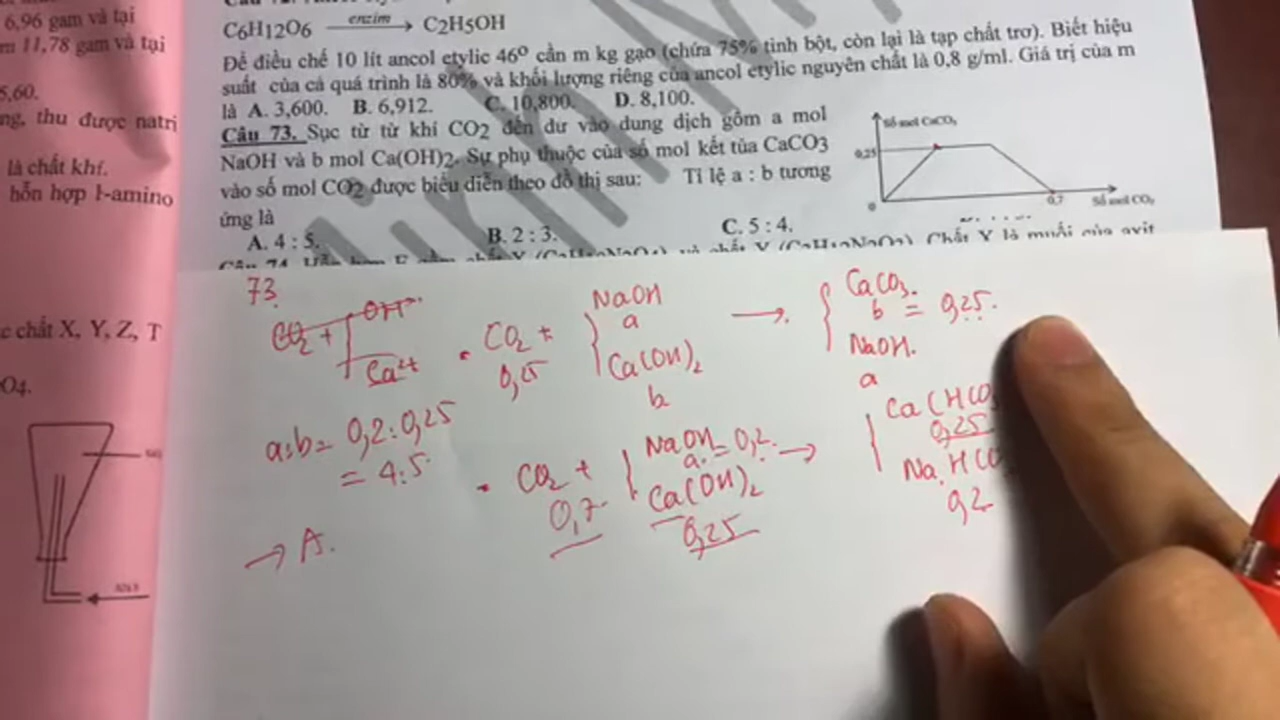 6,96 gam và tại
m 11,78 gam và tại
5,60.
ng, thu được natri
là chất khí.
hỗn hợp 1-amino
c chất X, Y, Z, T
O4.
C6H12O6 enzim C2H5OH
Để điều chế 10 lít ancol etylic 46⁰ cần m kg gạo (chứa 75% tinh bột, còn lại là tạp chất trơ). Biết hiệu
suất của cả quá trình là 80% và khối lượng riêng của ancol etylic nguyên chất là 0,8 g/ml. Giá trị của m
là A. 3,600. B. 6,912. C. 10,800. D. 8,100.
Câu 73. Sục từ từ khí CO2 đến dư vào dung dịch gồm a mol
NaOH và b mol Ca(OH)2. Sự phụ thuộc của số mol kết tủa CaCO3
vào số mol CO2 được biểu diễn theo đồ thị sau: Tỉ lệ a : b tương
ứng là
A. 4 : 5. B. 2 : 3. C. 5 : 4.
Số mol CaCO3
0,25
0
0,7
Số mol CO2
Chất Y là muối của axit
73.
CO2 + OH-
Ca2+
CO2 + NaOH → CaCO3.
0,25 a b = 0,25.
Ca(OH)2 NaOH.
b a
a:b = 0,2:0,25
= 4:5.
CO2 + NaOH = 0,2. → Ca(HCO
a 0,25
0,7 Ca(OH)2 NaHCO
0,25 0,2
→ A.